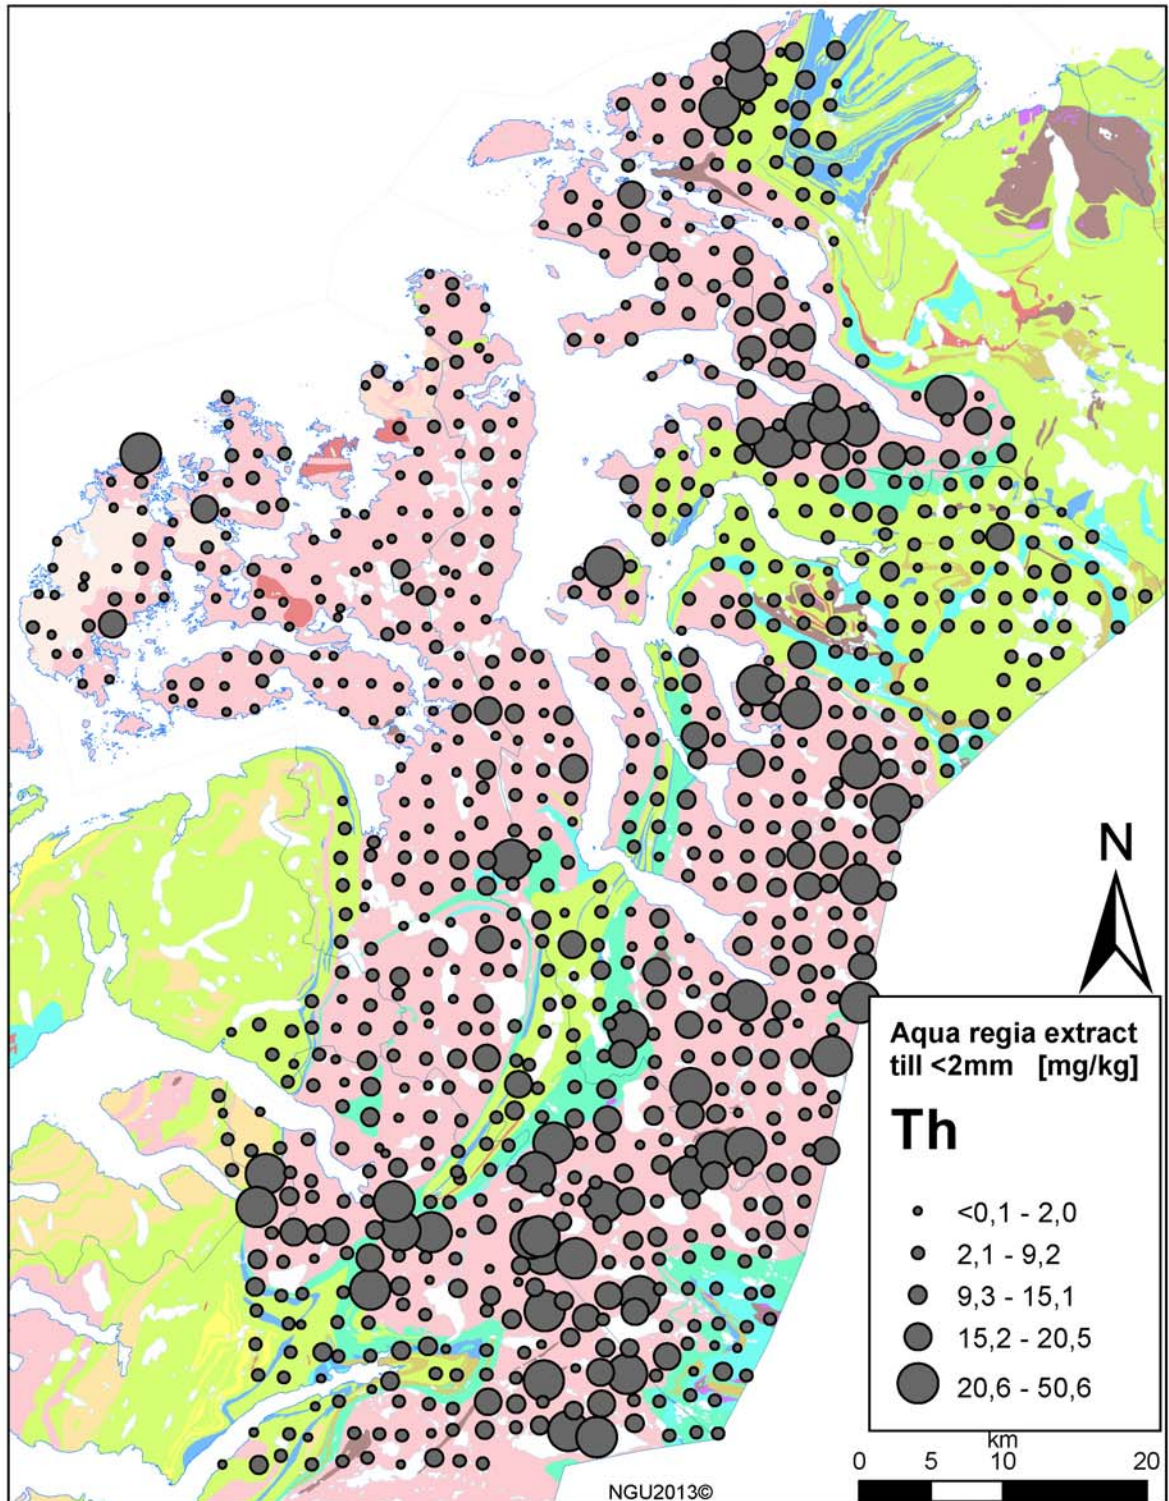 N
Aqua regia extract
till <2mm [mg/kg]
Th
<0,1 - 2,0
2,1 - 9,2
9,3 - 15,1
15,2 - 20,5
20,6 - 50,6
km
0 5 10 20
NGU2013©